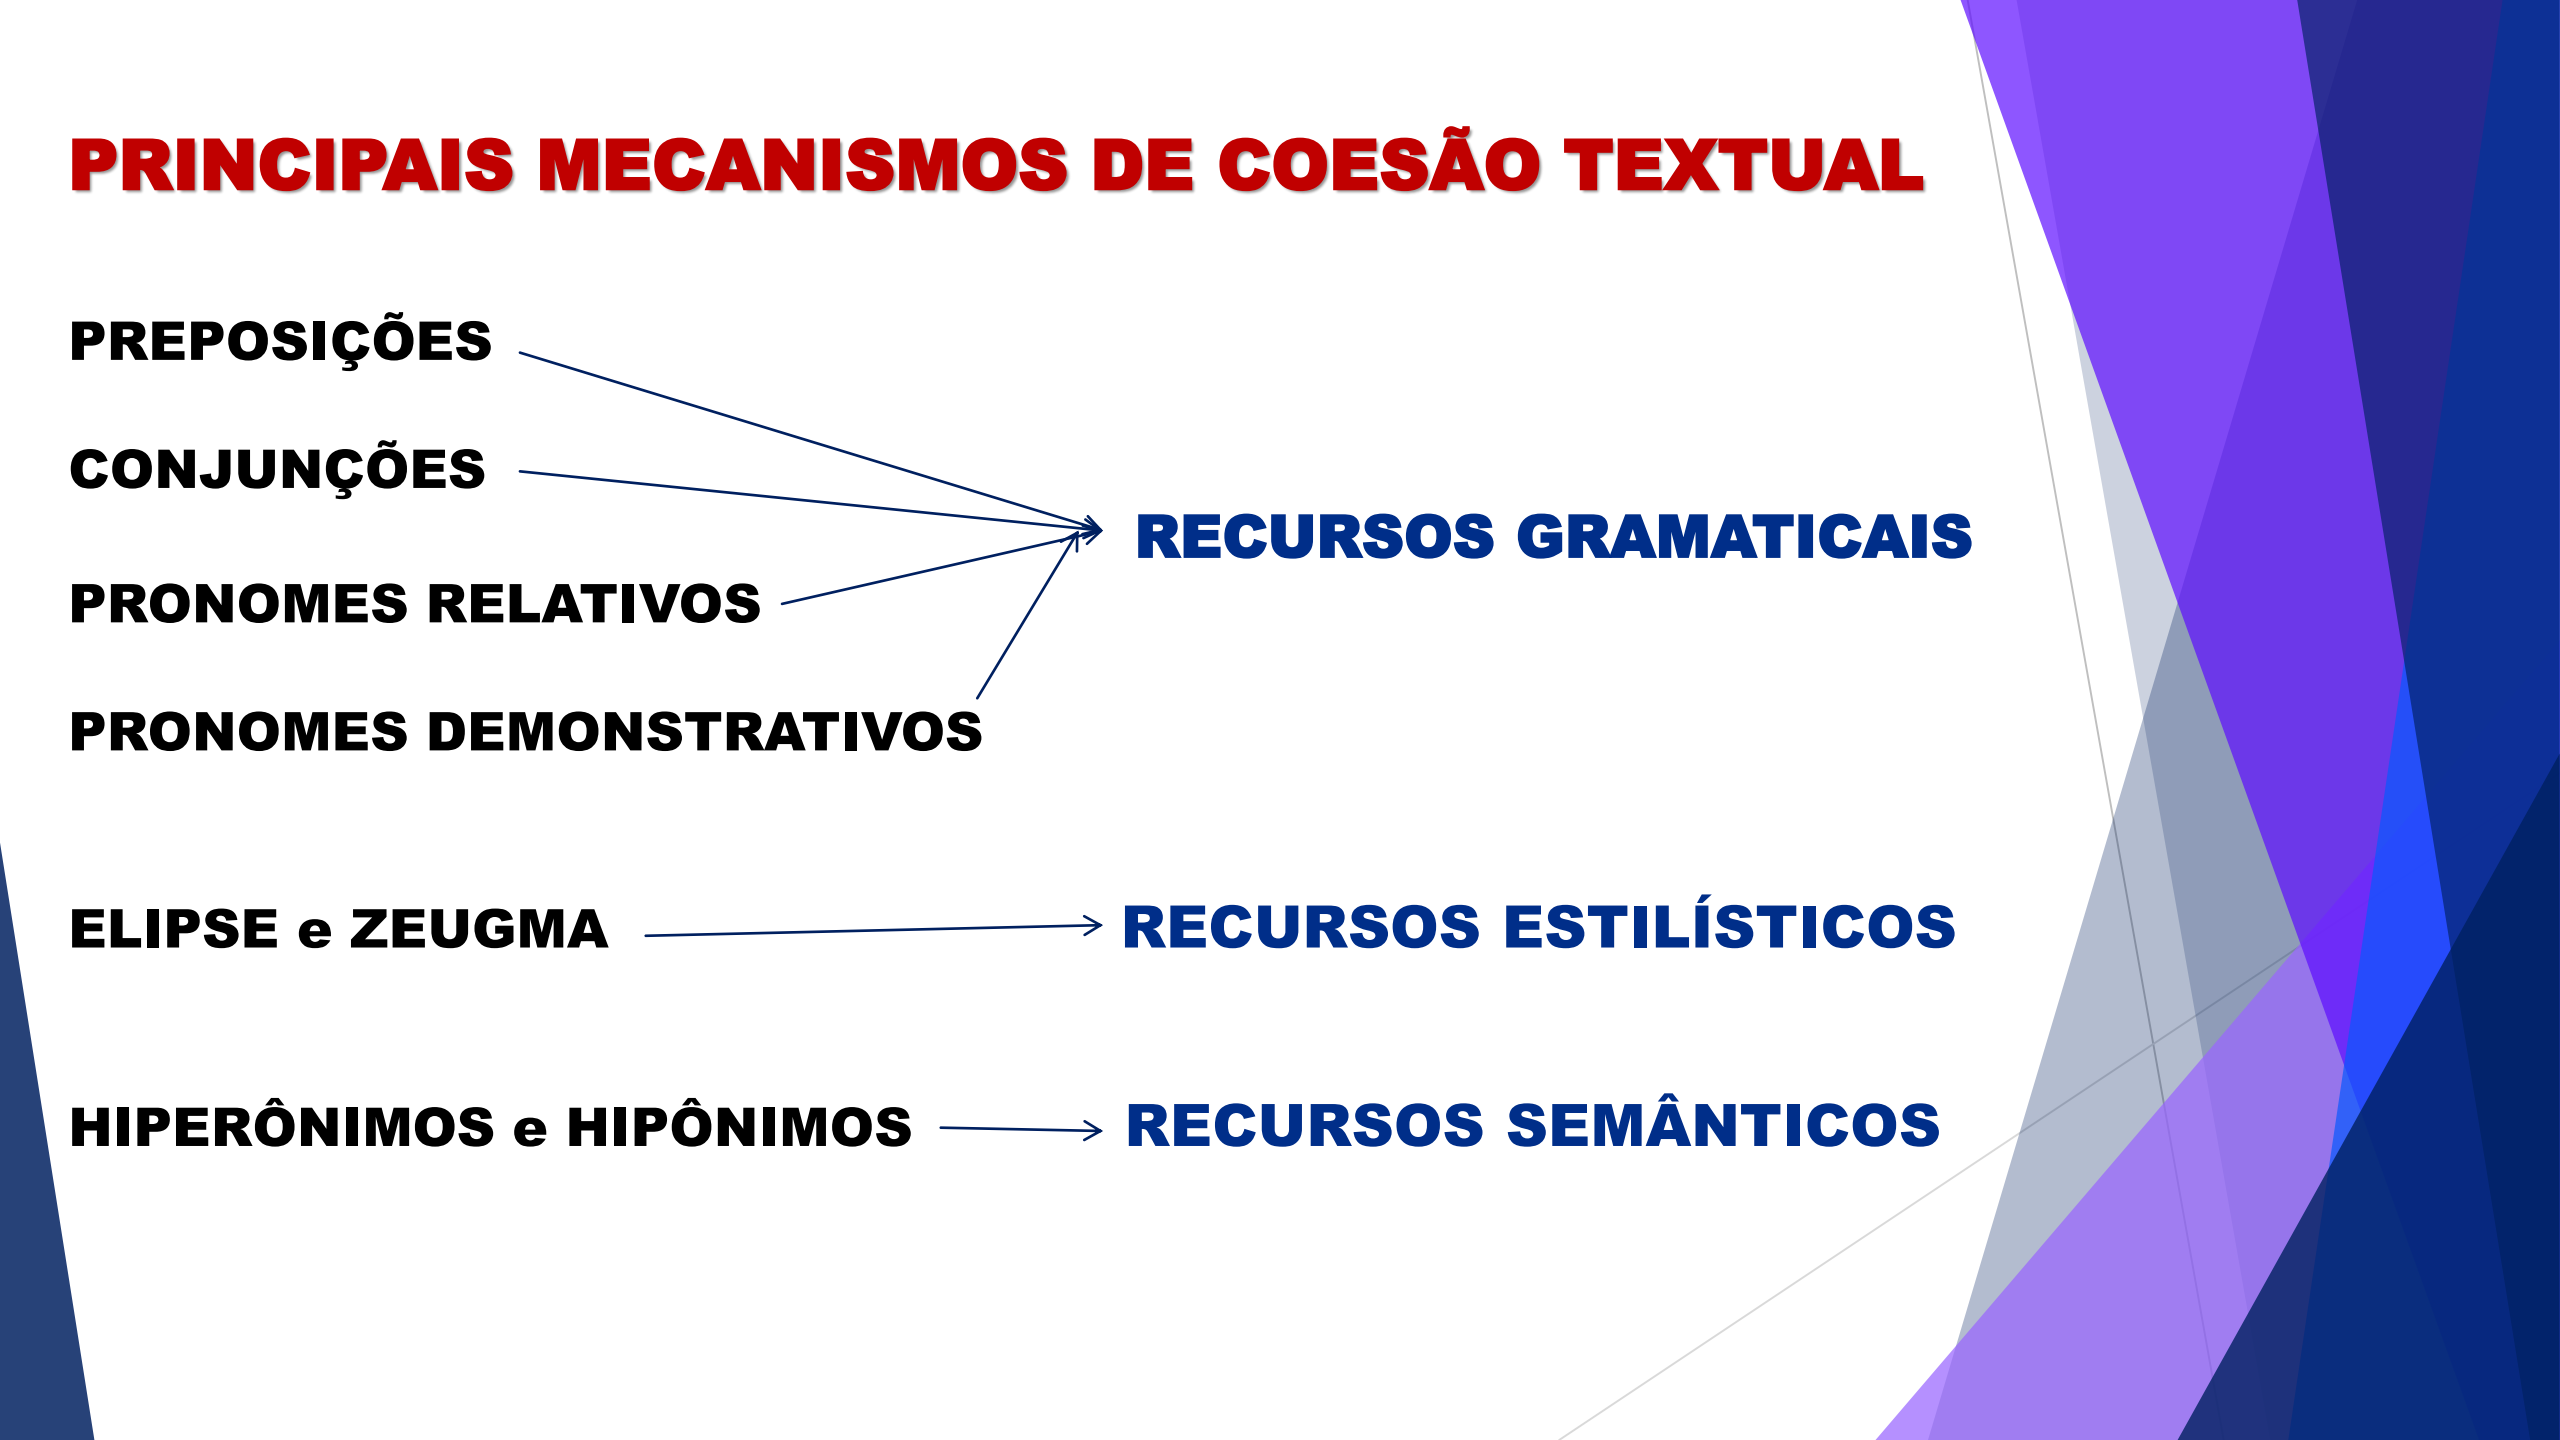 PRINCIPAIS MECANISMOS DE COESÃO TEXTUAL
PREPOSIÇÕES
CONJUNÇÕES
RECURSOS GRAMATICAIS
PRONOMES RELATIVOS
PRONOMES DEMONSTRATIVOS
ELIPSE e ZEUGMA
RECURSOS ESTILÍSTICOS
HIPERÔNIMOS e HIPÔNIMOS
RECURSOS SEMÂNTICOS